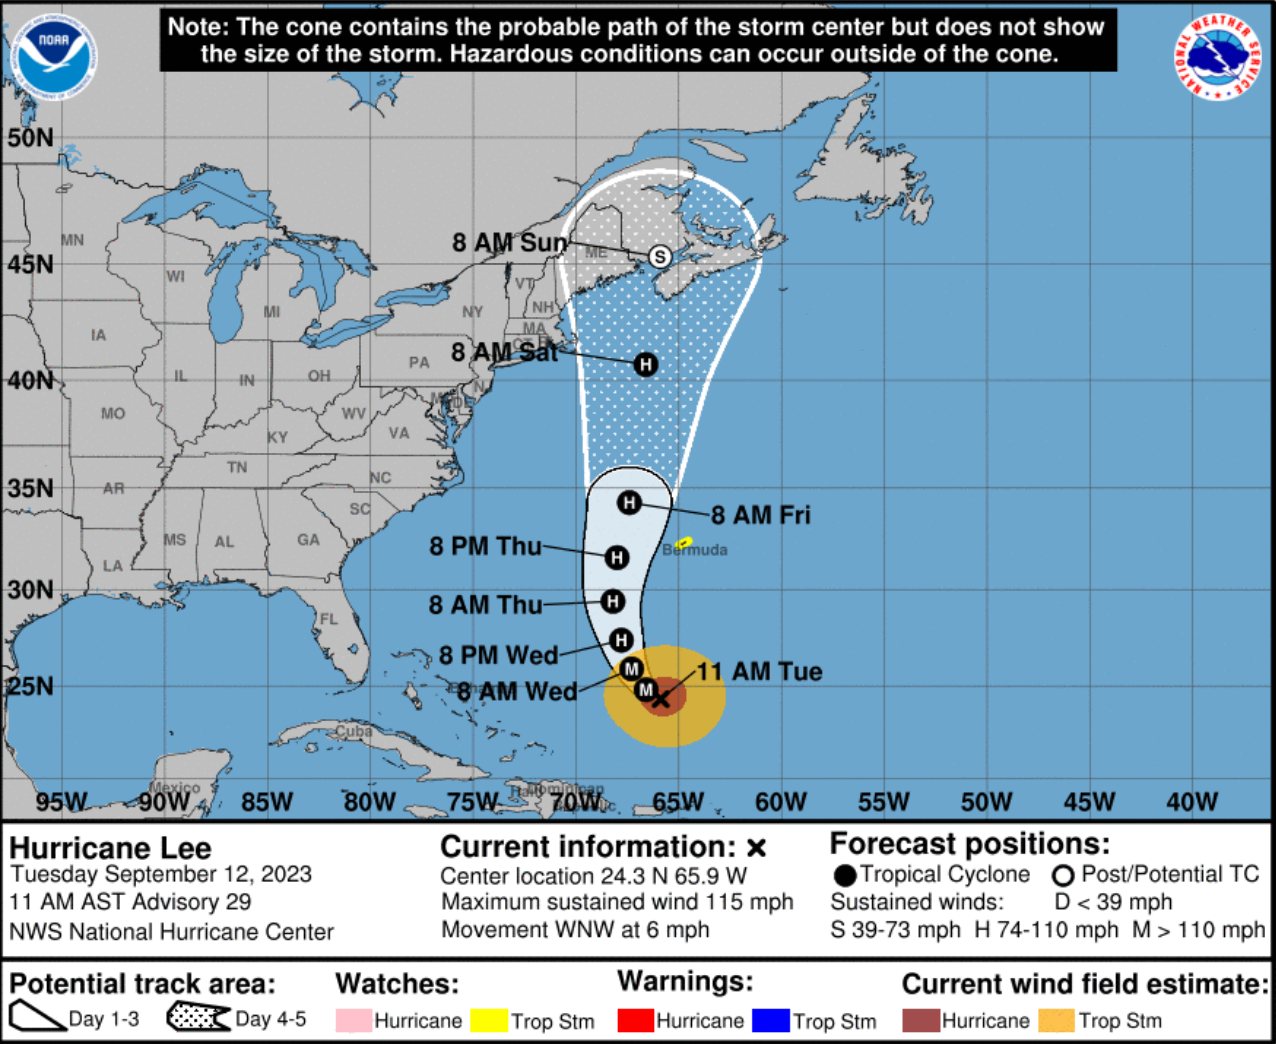 Note: The cone contains the probable path of the storm center but does not show
the size of the storm. Hazardous conditions can occur outside of the cone.
NOAA
NATIONAL WEATHER SERVICE
50N
45N
40N
35N
30N
25N
MN
WI
MI
IA
IL
IN
OH
PA
NY
VT
NH
MA
CT
ME
MO
KY
WV
VA
TN
NC
AR
SC
MS
AL
GA
LA
FL
8 AM Sun
S
8 AM Sat
H
8 AM Fri
H
8 PM Thu
H
8 AM Thu
H
8 PM Wed
H
8 AM Wed
M
M
11 AM Tue
Bermuda
Cuba
Mexico
Dominican
95W 90W 85W 80W 75W 70W 65W 60W 55W 50W 45W 40W
Hurricane Lee
Tuesday September 12, 2023
11 AM AST Advisory 29
NWS National Hurricane Center
Current information: ×
Center location 24.3 N 65.9 W
Maximum sustained wind 115 mph
Movement WNW at 6 mph
Forecast positions:
Tropical Cyclone Post/Potential TC
Sustained winds: D < 39 mph
S 39-73 mph H 74-110 mph M > 110 mph
Potential track area:
Day 1-3 Day 4-5
Watches:
Hurricane Trop Stm
Warnings:
Hurricane Trop Stm
Current wind field estimate:
Hurricane Trop Stm